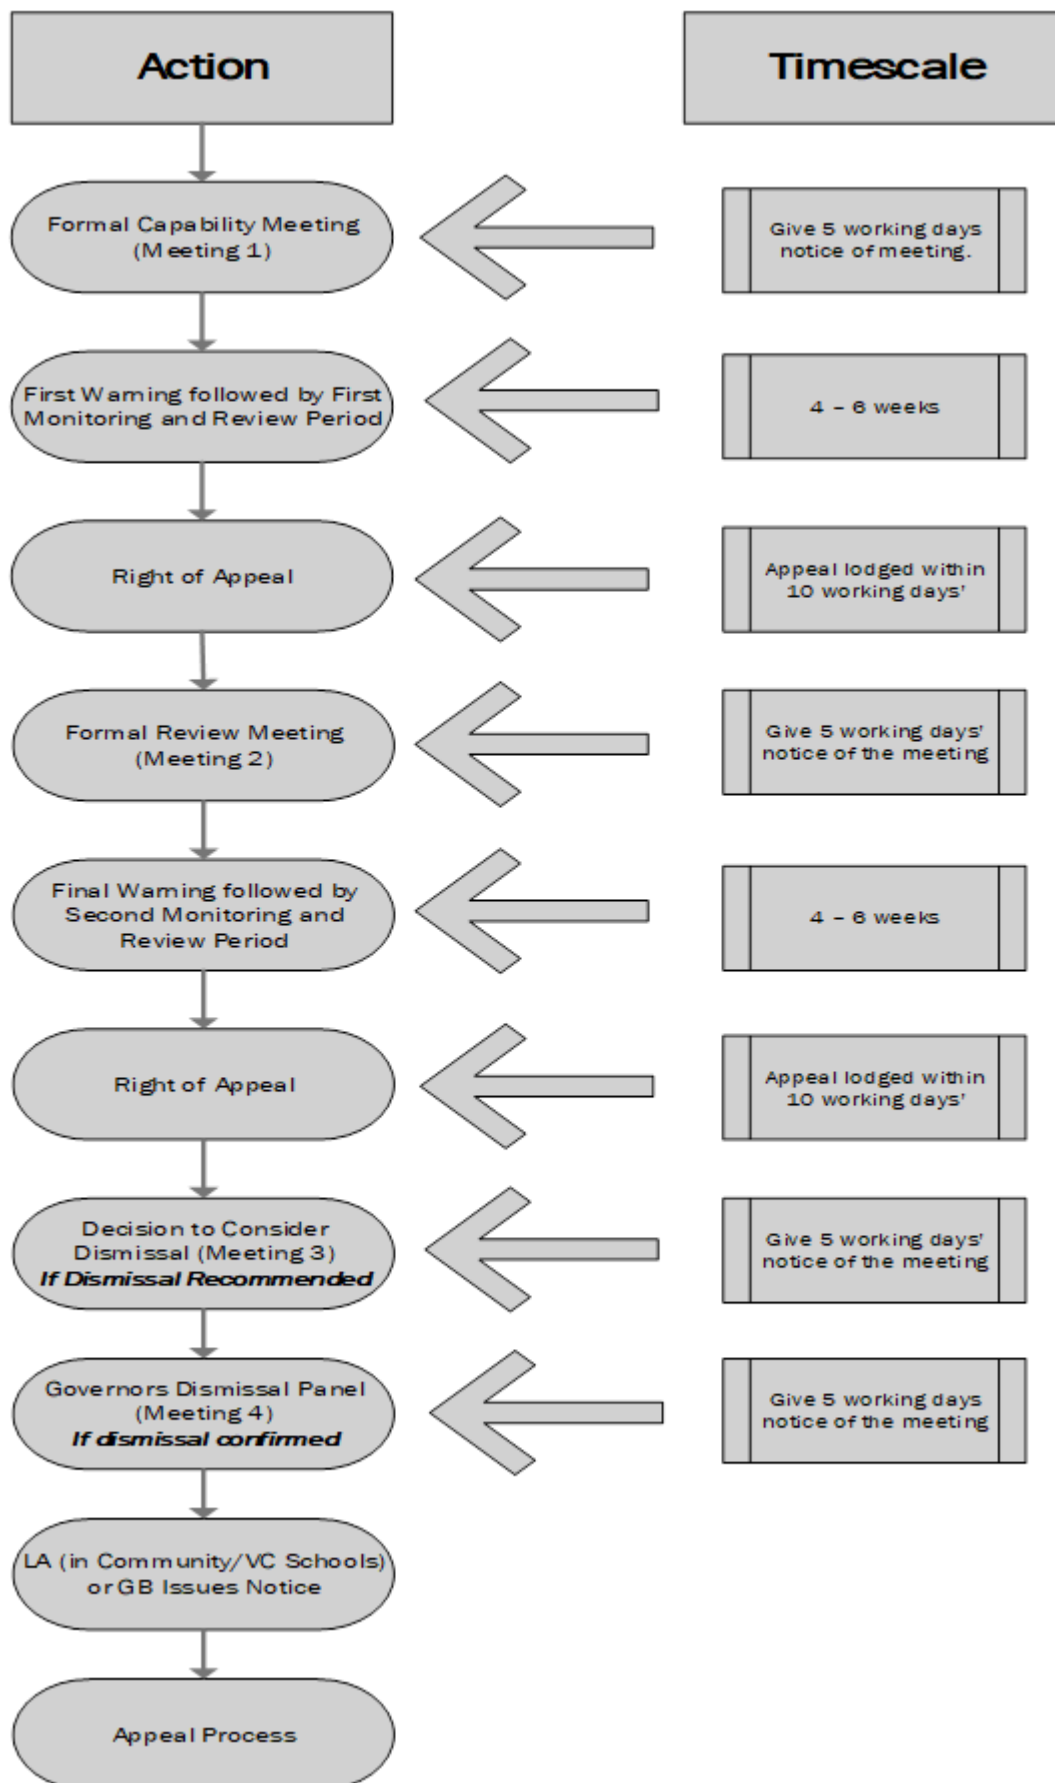 Action
Timescale
Formal Capability Meeting
(Meeting 1)
Give 5 working days
notice of meeting.
First Warning followed by First
Monitoring and Review Period
4 – 6 weeks
Right of Appeal
Appeal lodged within
10 working days'
Formal Review Meeting
(Meeting 2)
Give 5 working days'
notice of the meeting
Final Warning followed by
Second Monitoring and
Review Period
4 – 6 weeks
Right of Appeal
Appeal lodged within
10 working days'
Decision to Consider
Dismissal (Meeting 3)
If Dismissal Recommended
Give 5 working days'
notice of the meeting
Governors Dismissal Panel
(Meeting 4)
If dismissal confirmed
Give 5 working days
notice of the meeting
LA (in Community/VC Schools)
or GB Issues Notice
Appeal Process